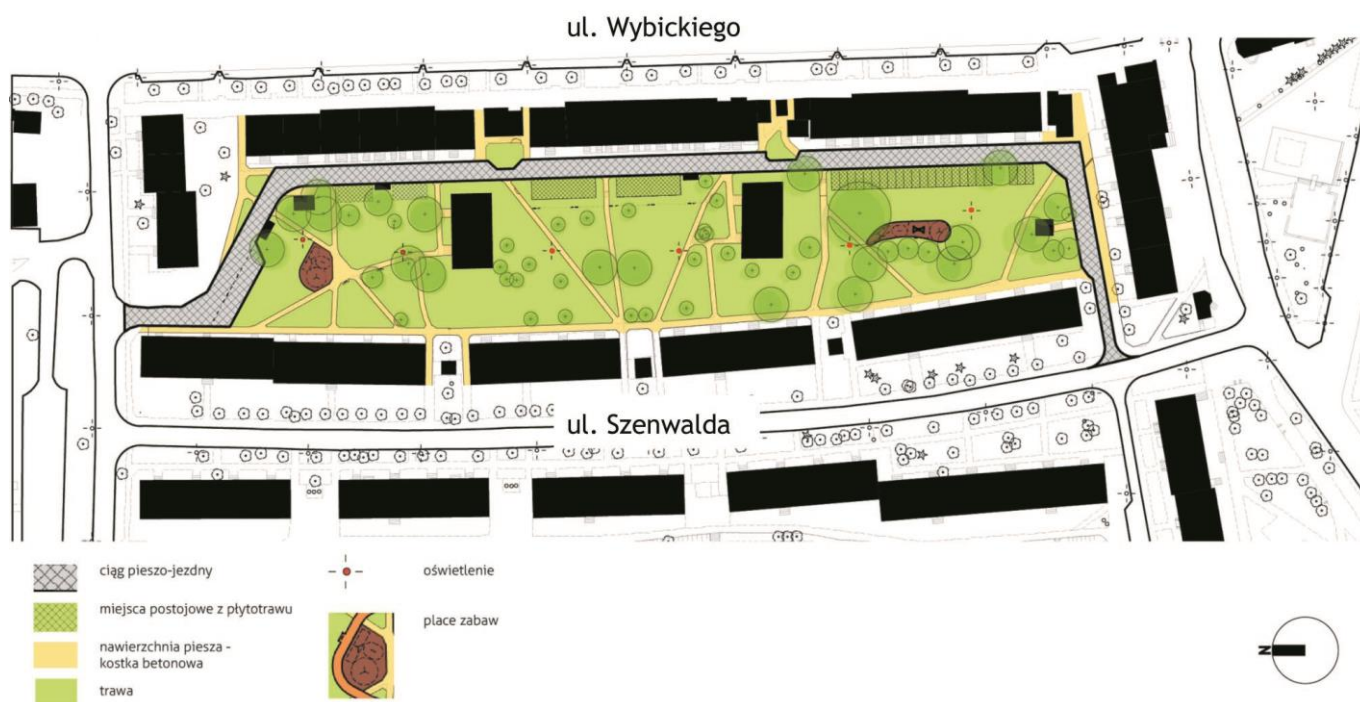 ul. Wybickiego
ul. Szenwalda
ciąg pieszo-jezdny
miejsca postojowe z płytotrawu
nawierzchnia piesza -
kostka betonowa
trawa
oświetlenie
place zabaw
N